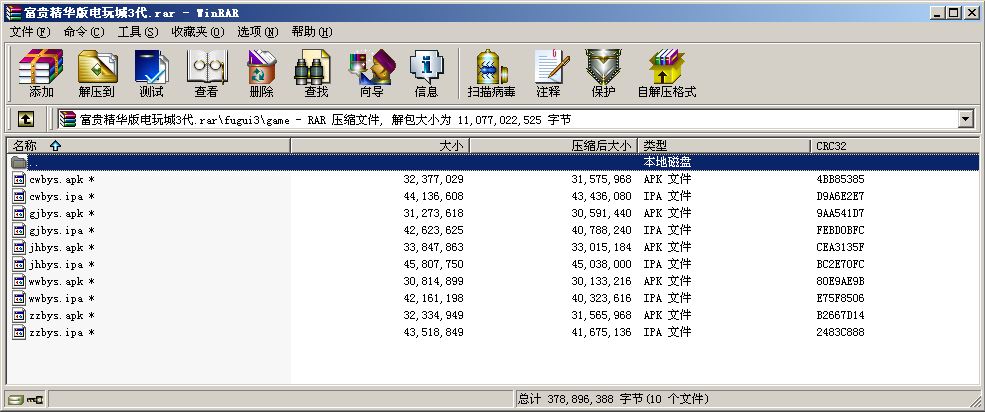 富贵精华版电玩城3代.rar - WinRAR
文件(F) 命令(C) 工具(S) 收藏夹(O) 选项(N) 帮助(H)
添加 解压到 测试 查看 删除 查找 向导 信息 扫描病毒 注释 保护 自解压格式
富贵精华版电玩城3代.rar\fugui3\game - RAR 压缩文件, 解包大小为 11,077,022,525 字节
名称 大小 压缩后大小 类型 CRC32
.. 本地磁盘
cwbys.apk * 32,377,029 31,575,968 APK 文件 4BB85385
cwbys.ipa * 44,136,608 43,436,080 IPA 文件 D9A6E2E7
gjbys.apk * 31,273,618 30,591,440 APK 文件 9AA541D7
gjbys.ipa * 42,623,625 40,788,240 IPA 文件 FEBD0BFC
jhbys.apk * 33,847,863 33,015,184 APK 文件 CEA3135F
jhbys.ipa * 45,807,750 45,038,000 IPA 文件 BC2E70FC
wwbys.apk * 30,814,899 30,133,216 APK 文件 80E9AE9B
wwbys.ipa * 42,161,198 40,323,616 IPA 文件 E75F8506
zzbys.apk * 32,334,949 31,565,968 APK 文件 B2667D14
zzbys.ipa * 43,518,849 41,675,136 IPA 文件 2483C888
总计 378,896,388 字节(10 个文件)